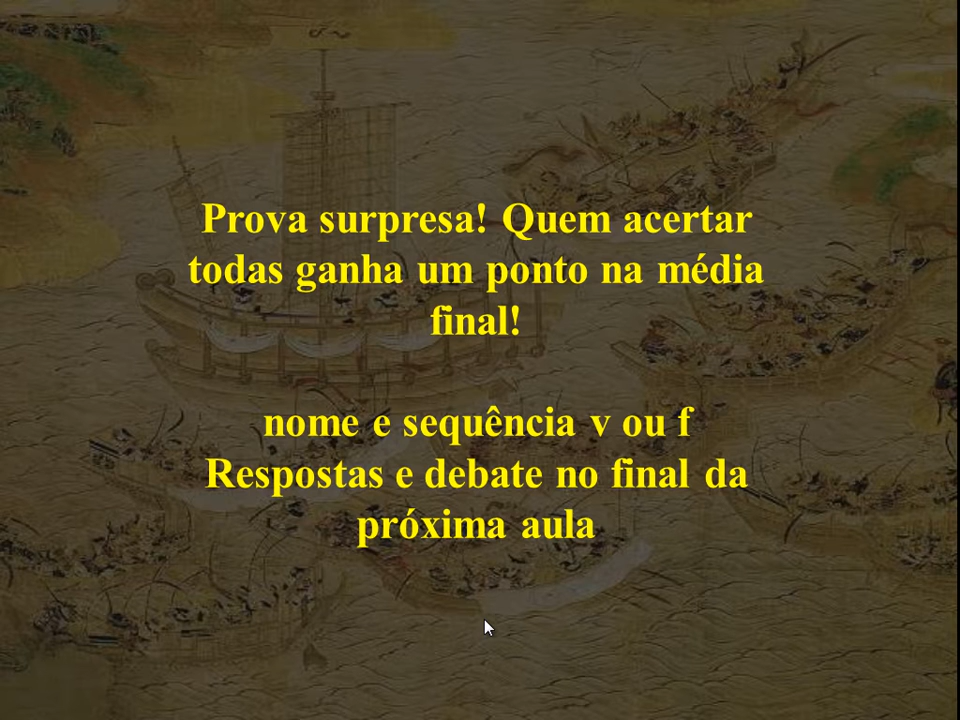 Prova surpresa! Quem acertar
todas ganha um ponto na média
final!
nome e sequência v ou f
Respostas e debate no final da
próxima aula